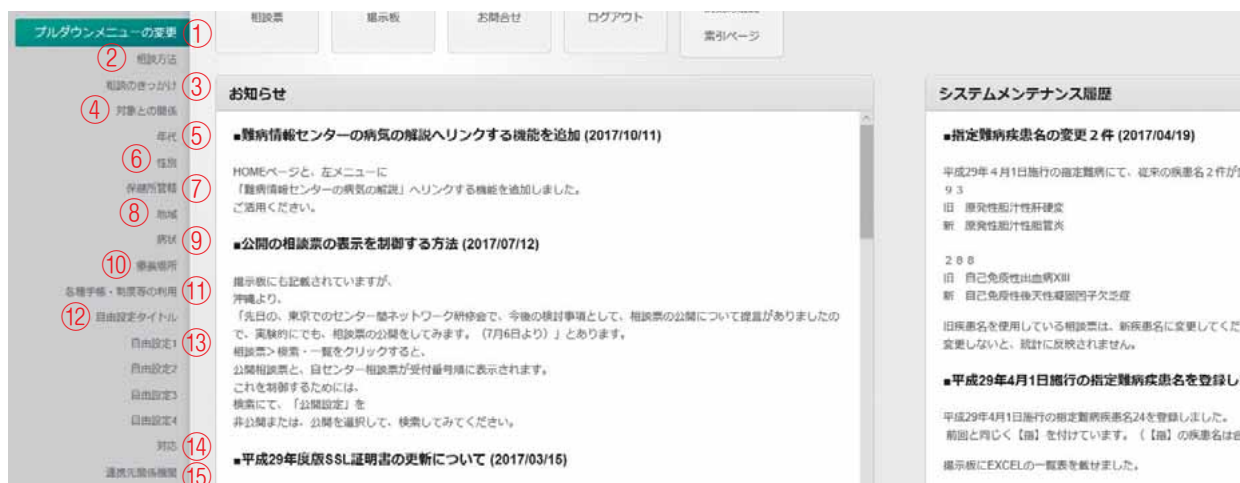 プルダウンメニューの変更 ①
② 相談方法
相談のきっかけ ③
④ 対象との関係
年代 ⑤
⑥ 性別
保健所管轄 ⑦
⑧ 地域
病状 ⑨
⑩ 療養場所
各種手帳・制度等の利用 ⑪
⑫ 自由設定タイトル
自由設定1 ⑬
自由設定2
自由設定3
自由設定4
対応 ⑭
連携先関係機関 ⑮
相談票
掲示板
お問合せ
ログアウト
索引ページ
お知らせ
■難病情報センターの病気の解説へリンクする機能を追加 (2017/10/11)
HOMEページと、左メニューに
「難病情報センターの病気の解説」へリンクする機能を追加しました。
ご活用ください。
■公開の相談票の表示を制御する方法 (2017/07/12)
掲示板にも記載されていますが、
沖縄より、
「先日の、東京でのセンター間ネットワーク研修会で、今後の検討事項として、相談票の公開について提言がありましたの
で、実験的にでも、相談票の公開をしてみます。（7月6日より）」とあります。
相談票＞検索・一覧をクリックすると、
公開相談票と、自センター相談票が受付番号順に表示されます。
これを制御するためには、
検索にて、「公開設定」を
非公開または、公開を選択して、検索してみてください。
■平成29年度版SSL証明書の更新について (2017/03/15)
システムメンテナンス履歴
■指定難病疾患名の変更２件 (2017/04/19)
平成29年４月1日施行の指定難病にて、従来の疾患名２件が
９３
旧 原発性胆汁性肝硬変
新 原発性胆汁性胆管炎
２８８
旧 自己免疫性出血病XIII
新 自己免疫性後天性凝固因子欠乏症
旧疾患名を使用している相談票は、新疾患名に変更してくだ
変更しないと、統計に反映されません。
■平成29年4月1日施行の指定難病疾患名を登録し
平成29年4月1日施行の指定難病疾患名24を登録しました。
前回と同じく【指】を付けています。（【指】の疾患名は
掲示板にEXCELの一覧表を載せました。